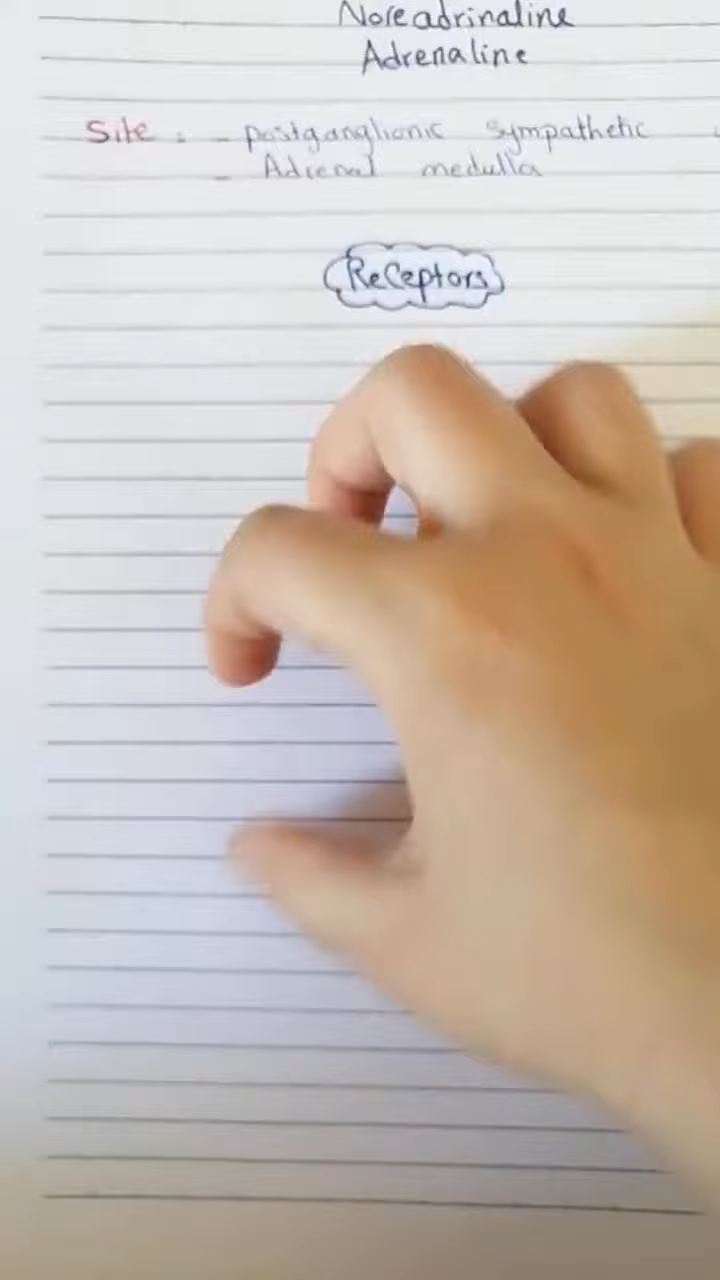 Noreadrinaline
Adrenaline
Site : - postganglionic sympathetic
- Adrenal medulla
Receptors